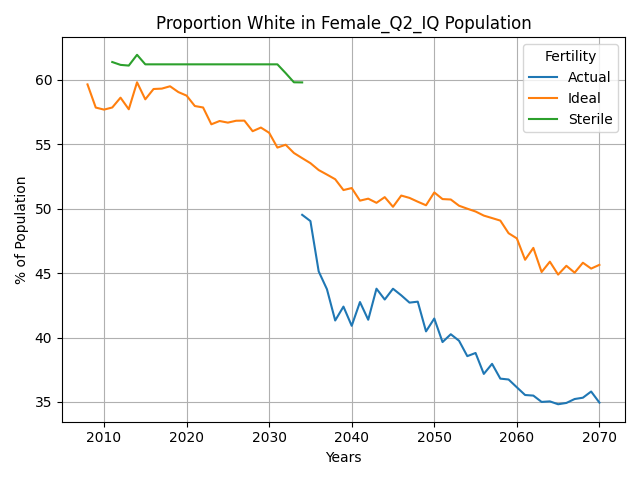 Proportion White in Female_Q2_IQ Population
Fertility
Actual
Ideal
Sterile
% of Population
60
55
50
45
40
35
2010
2020
2030
2040
2050
2060
2070
Years